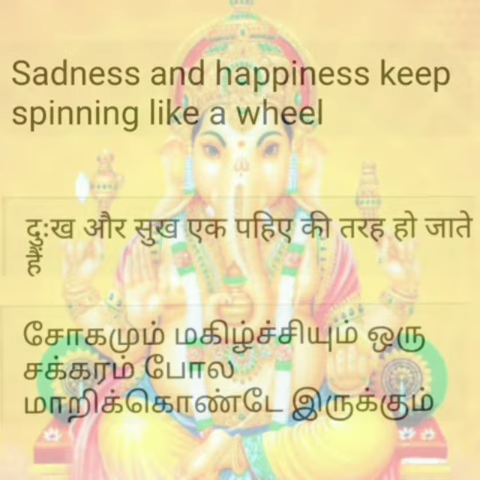 Sadness and happiness keep
spinning like a wheel
दुःख और सुख एक पहिए की तरह हो जाते
हैं
சோகமும் மகிழ்ச்சியும் ஒரு
சக்கரம் போல
மாறிக்கொண்டே இருக்கும்